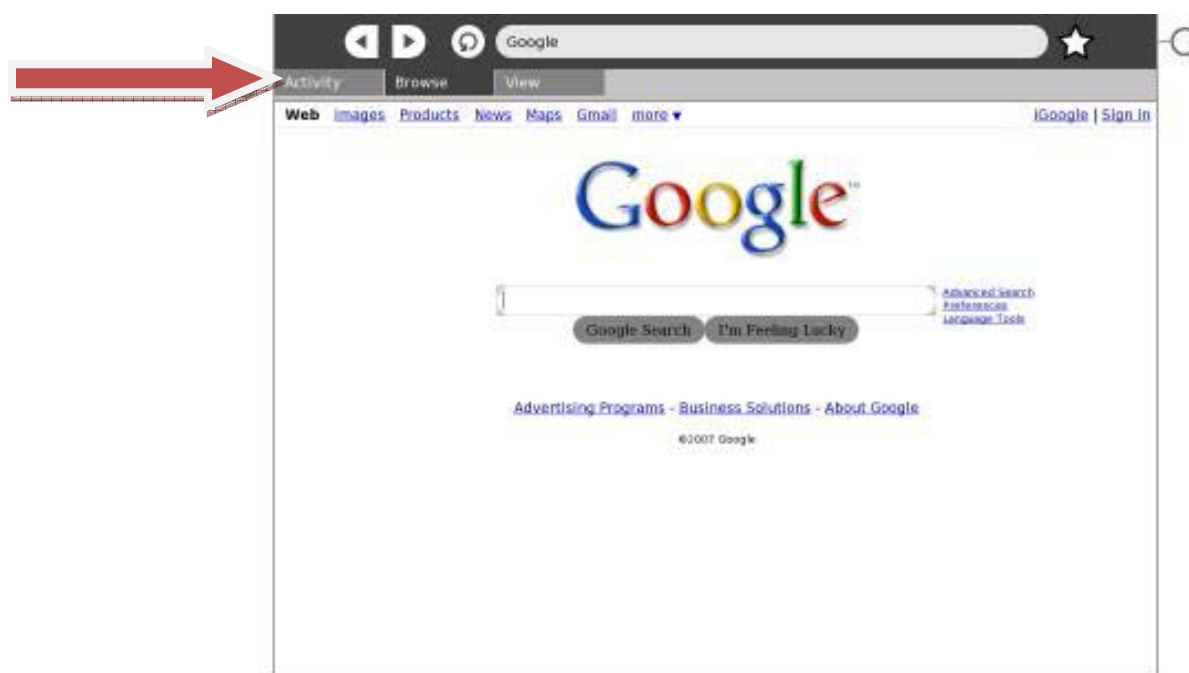 Google
Activity Browse View
Web Images Products News Maps Gmail more ▼ iGoogle | Sign in
Google™
Advanced Search
Preferences
Language Tools
Google Search I'm Feeling Lucky
Advertising Programs - Business Solutions - About Google
©2007 Google